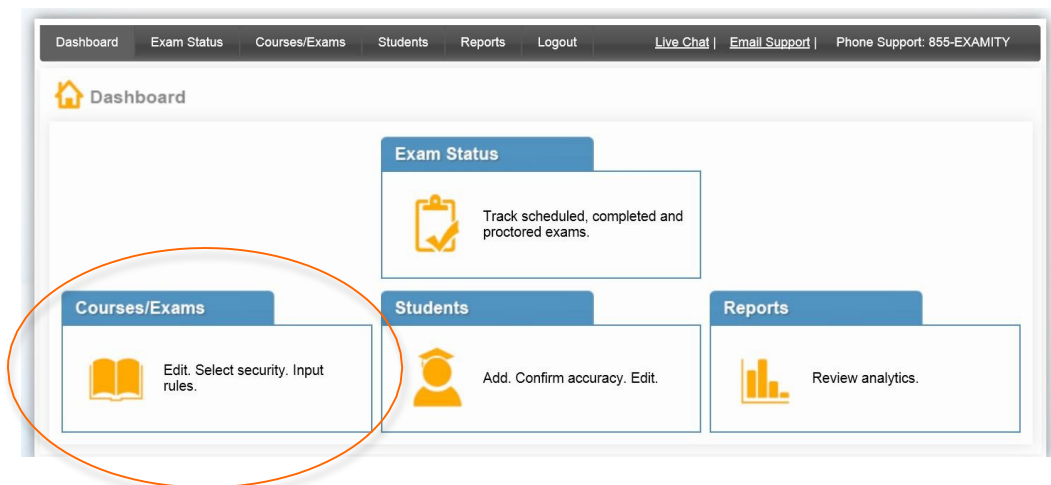 Dashboard Exam Status Courses/Exams Students Reports Logout Live Chat | Email Support | Phone Support: 855-EXAMITY
Dashboard
Exam Status
Track scheduled, completed and
proctored exams.
Courses/Exams
Edit. Select security. Input
rules.
Students
Add. Confirm accuracy. Edit.
Reports
Review analytics.